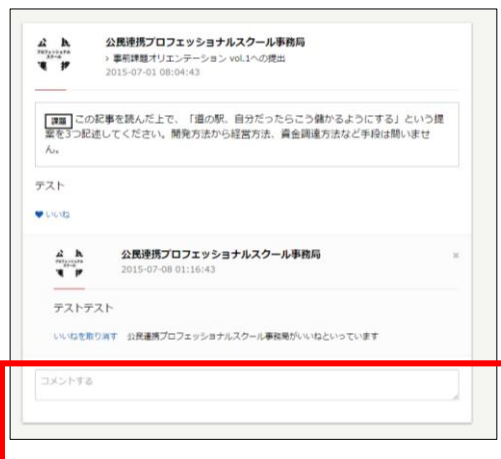 公民連携プロフェッショナルスクール事務局
› 事前課題オリエンテーション vol.1への提出
2015-07-01 08:04:43
課題 この記事を読んだ上で、「道の駅、自分だったらこう儲かるようにする」という提
案を3つ記述してください。開発方法から経営方法、資金調達方法など手段は問いませ
ん。
テスト
いいね
公民連携プロフェッショナルスクール事務局
2015-07-08 01:16:43
テストテスト
いいねを取り消す 公民連携プロフェッショナルスクール事務局がいいねといっています
コメントする